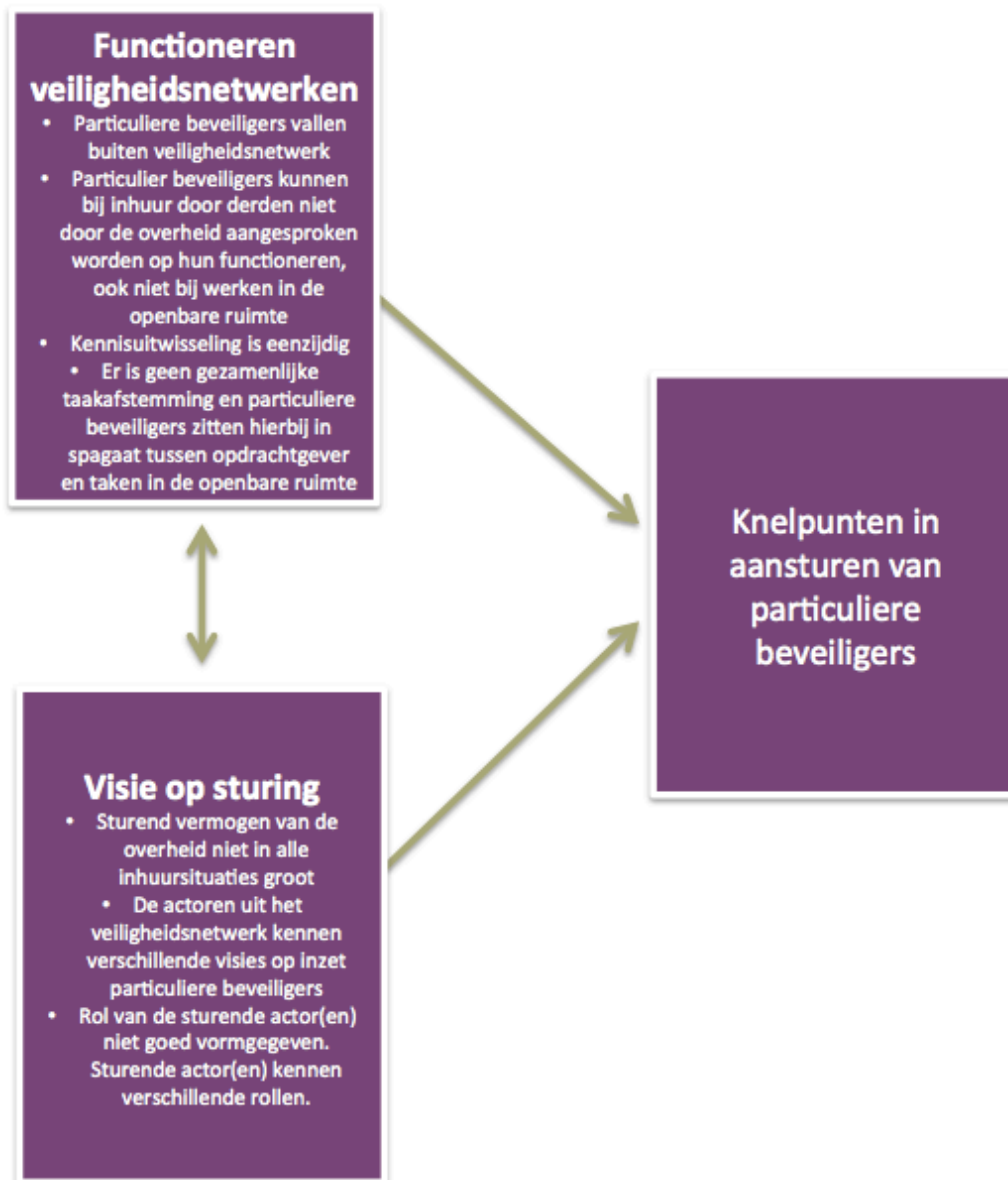 Functioneren
veiligheidsnetwerken
• Particuliere beveiligers vallen
buiten veiligheidsnetwerk
• Particulier beveiligers kunnen
bij inhuur door derden niet
door de overheid aangesproken
worden op hun functioneren,
ook niet bij werken in de
openbare ruimte
• Kennisuitwisseling is eenzijdig
• Er is geen gezamenlijke
taakafstemming en particuliere
beveiligers zitten hierbij in
spagaat tussen opdrachtgever
en taken in de openbare ruimte
Knelpunten in
aansturen van
particuliere
beveiligers
Visie op sturing
• Sturend vermogen van de
overheid niet in alle
inhuursituaties groot
• De actoren uit het
veiligheidsnetwerk kennen
verschillende visies op inzet
particuliere beveiligers
• Rol van de sturende actor(en)
niet goed vormgegeven.
Sturende actor(en) kennen
verschillende rollen.